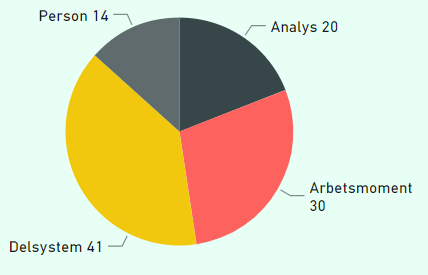 Person 14
Analys 20
Arbetsmoment
30
Delsystem 41